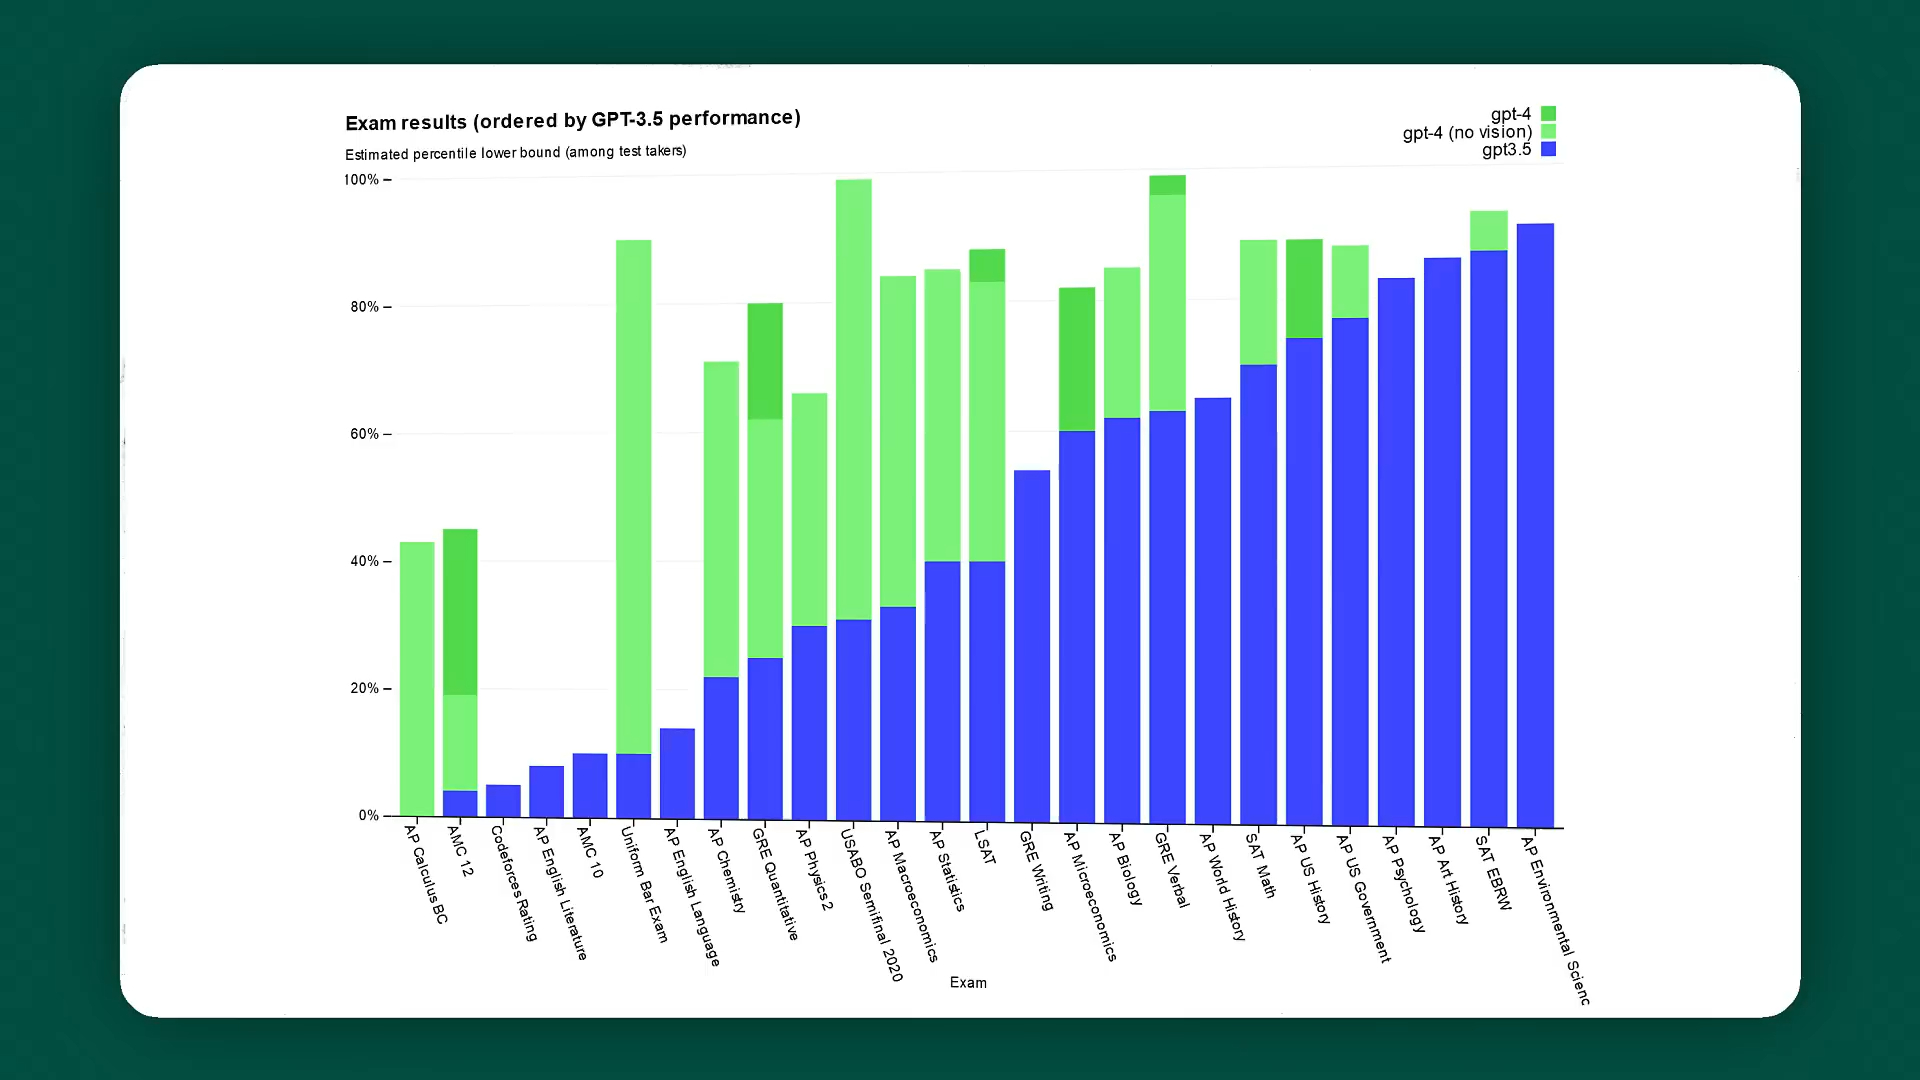 Exam results (ordered by GPT-3.5 performance)
Estimated percentile lower bound (among test takers)
gpt-4
gpt-4 (no vision)
gpt3.5
100%
80%
60%
40%
20%
0%
AP Calculus BC
AMC 12
Codeforces Rating
AP English Literature
AMC 10
Uniform Bar Exam
AP English Language
AP Chemistry
GRE Quantitative
AP Physics 2
USABO Semifinal 2020
AP Macroeconomics
AP Statistics
LSAT
GRE Writing
AP Microeconomics
AP Biology
GRE Verbal
AP World History
SAT Math
AP US History
AP US Government
AP Psychology
AP Art History
SAT EBRW
AP Environmental Scienc
Exam